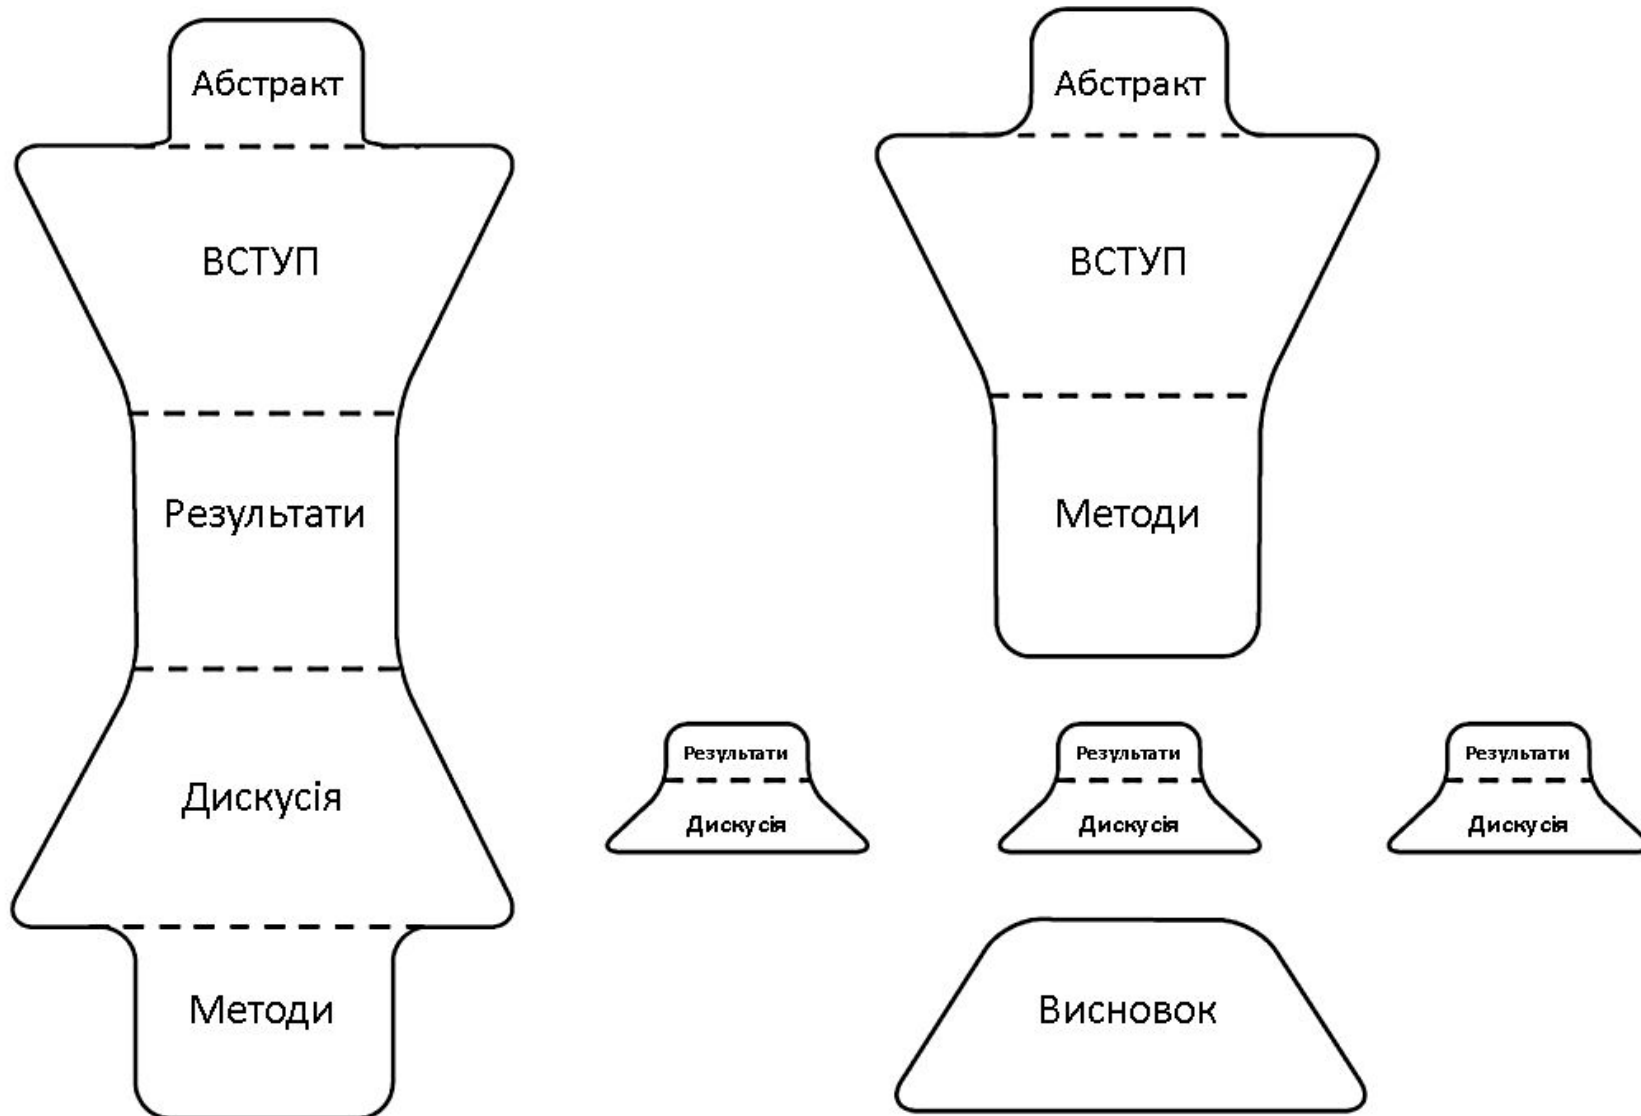 Абстракт
ВСТУП
Результати
Дискусія
Методи
Абстракт
ВСТУП
Методи
Результати
Дискусія
Результати
Дискусія
Результати
Дискусія
Висновок